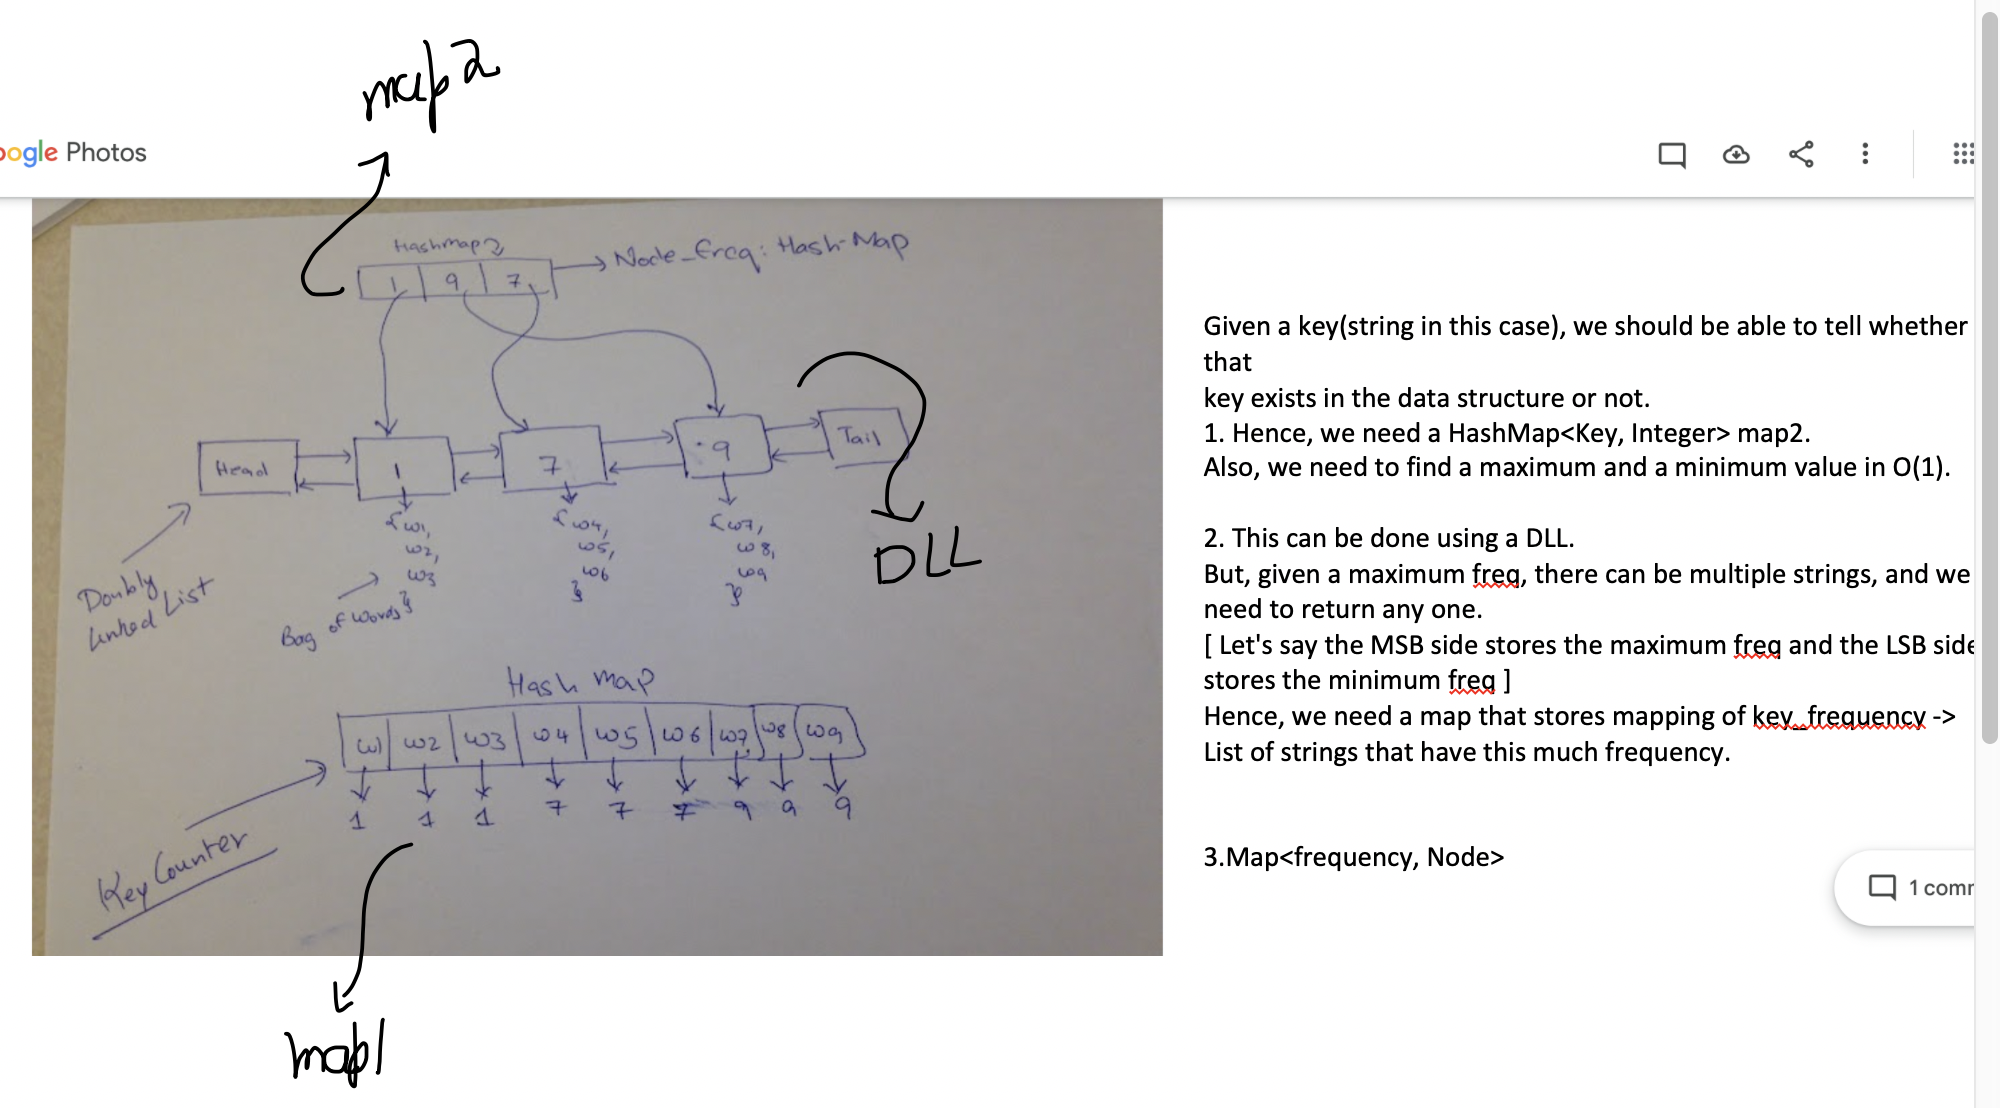 map2
oogle Photos
Hashmap2
1 9 7
Node_freq: Hash-Map
Head
1
7
9
Tail
{w1,
w2,
w3
}
{w4,
w5,
w6
}
{w7,
w8,
w9
}
DLL
Doubly
Linked List
Bag of words
Hash map
w1 w2 w3 w4 w5 w6 w7 w8 w9
1 1 1 7 7 7 9 9 9
Key Counter
map1
Given a key(string in this case), we should be able to tell whether
that
key exists in the data structure or not.
1. Hence, we need a HashMap<Key, Integer> map2.
Also, we need to find a maximum and a minimum value in O(1).
2. This can be done using a DLL.
But, given a maximum freq, there can be multiple strings, and we
need to return any one.
[ Let's say the MSB side stores the maximum freq and the LSB side
stores the minimum freq ]
Hence, we need a map that stores mapping of key_frequency ->
List of strings that have this much frequency.
3.Map<frequency, Node>
1 comm